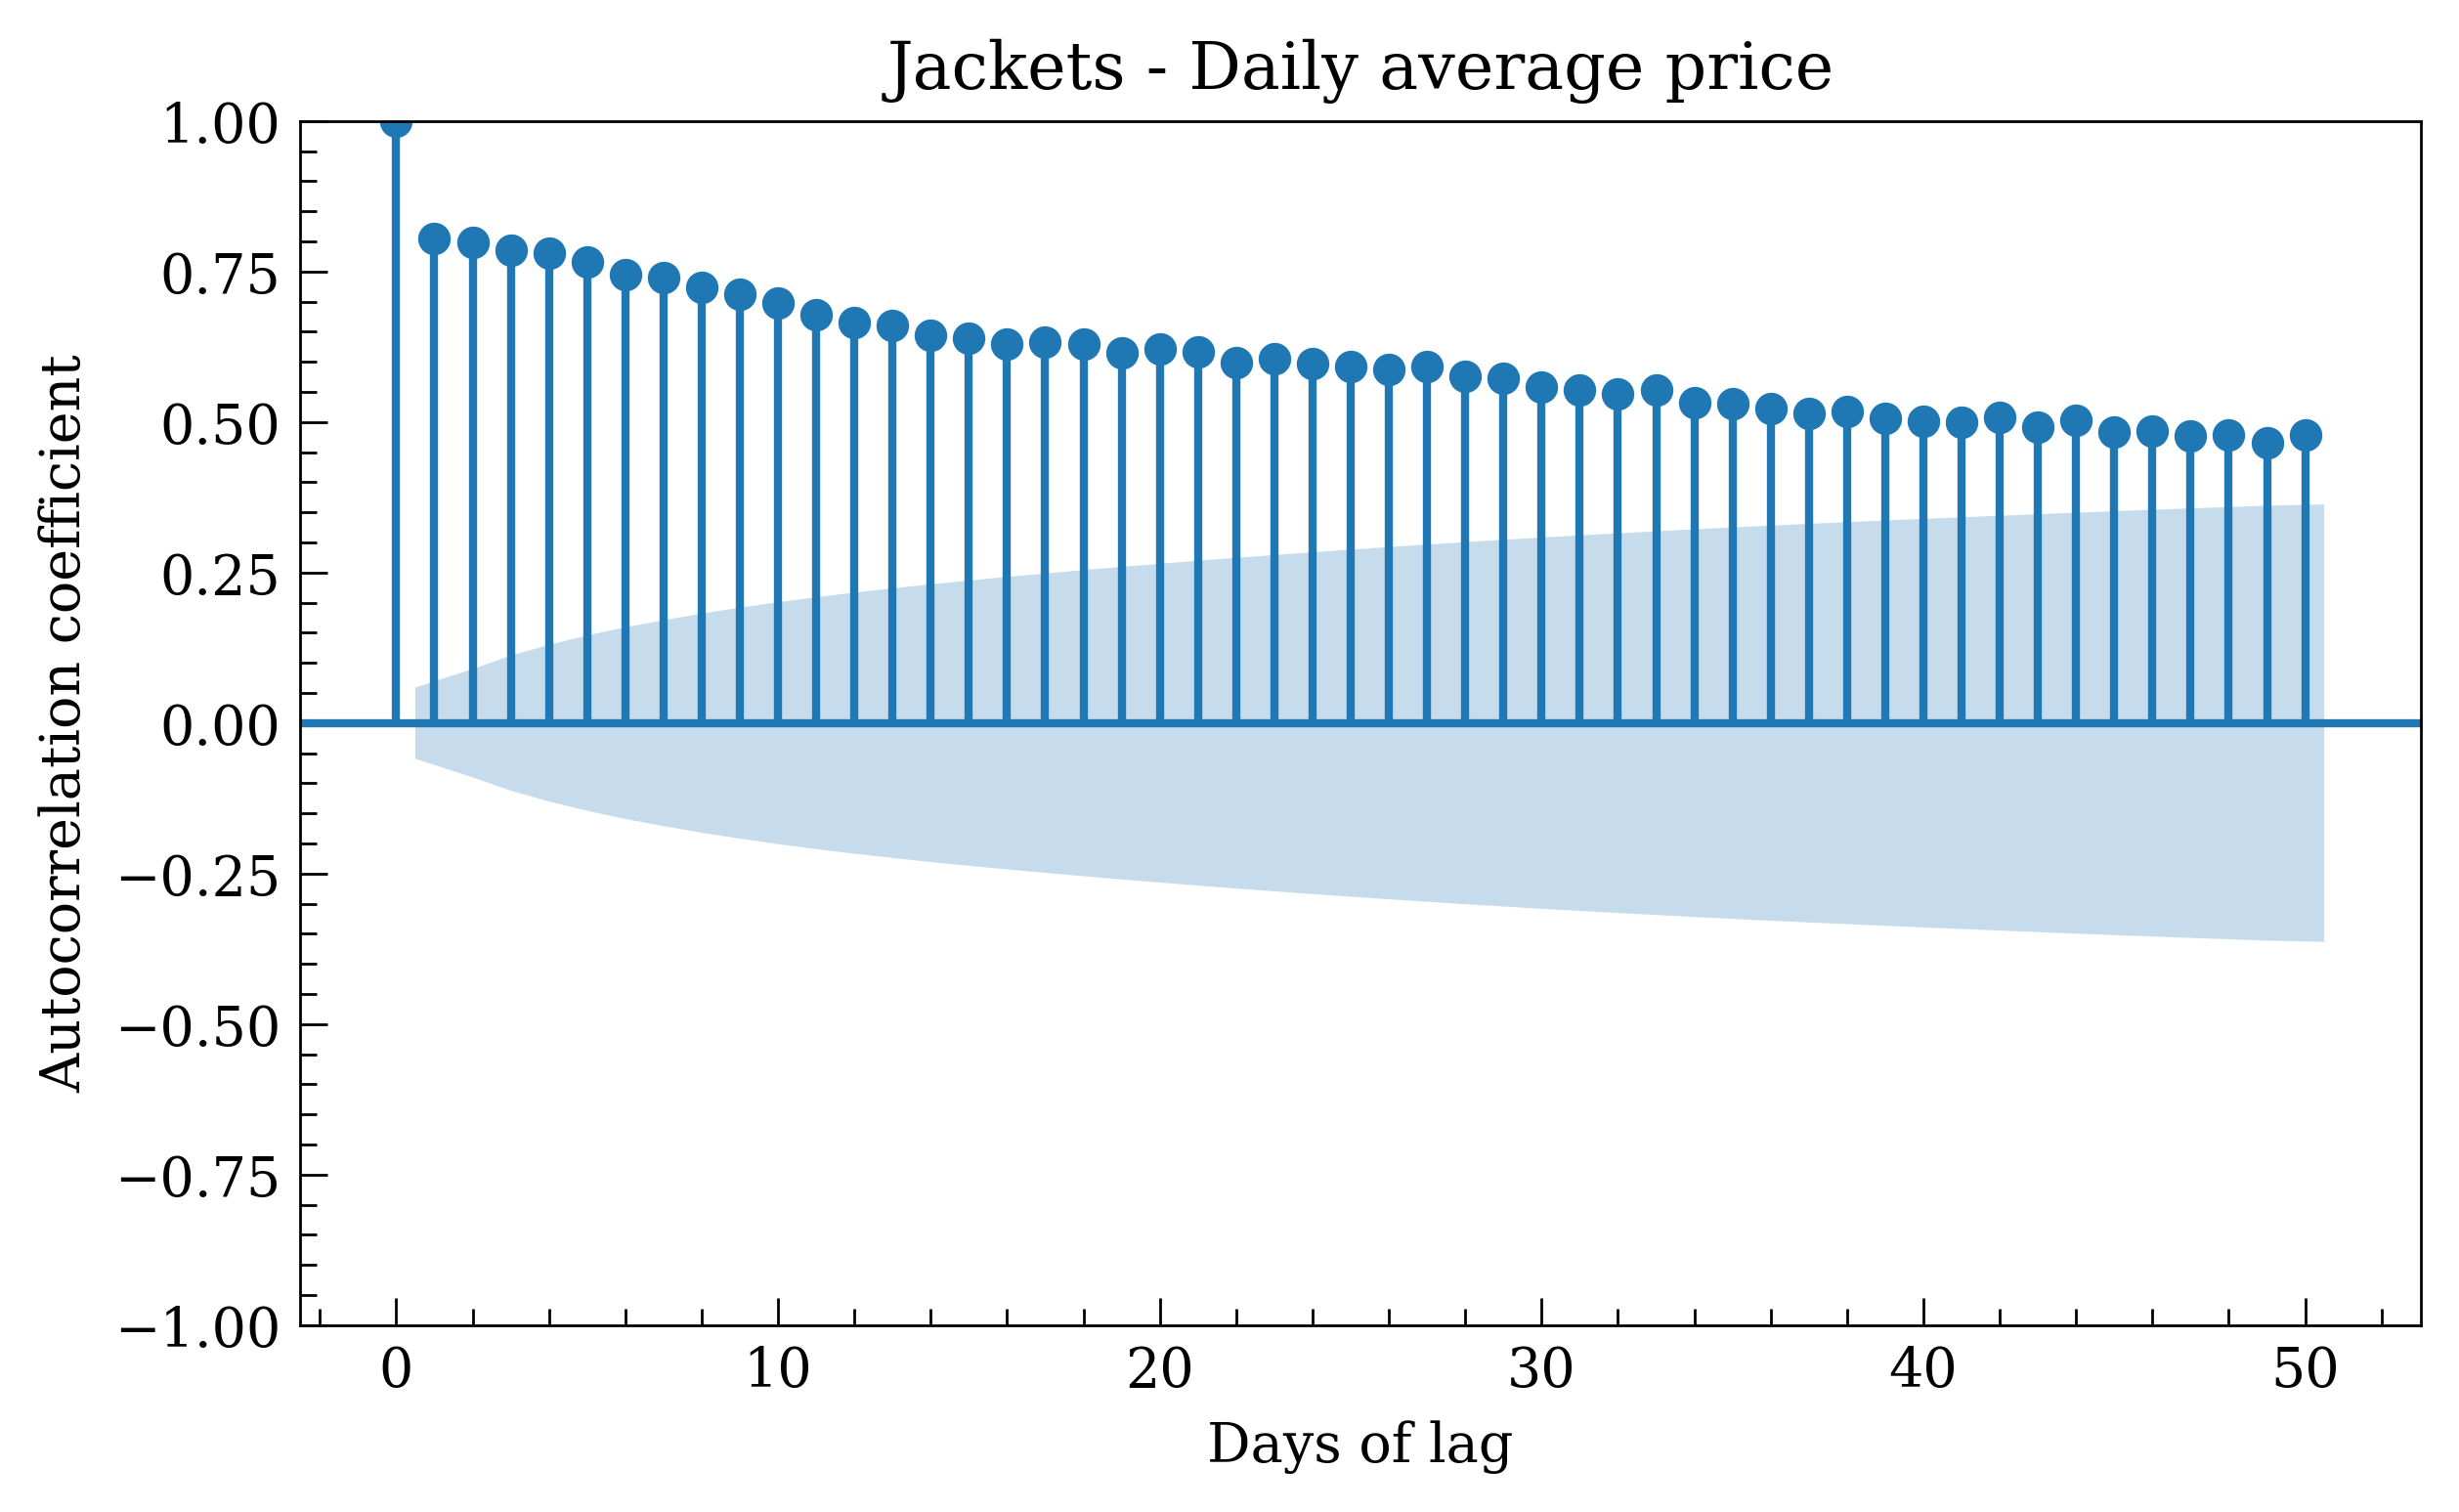 Jackets - Daily average price
Autocorrelation coefficient
1.00
0.75
0.50
0.25
0.00
−0.25
−0.50
−0.75
−1.00
0 10 20 30 40 50
Days of lag